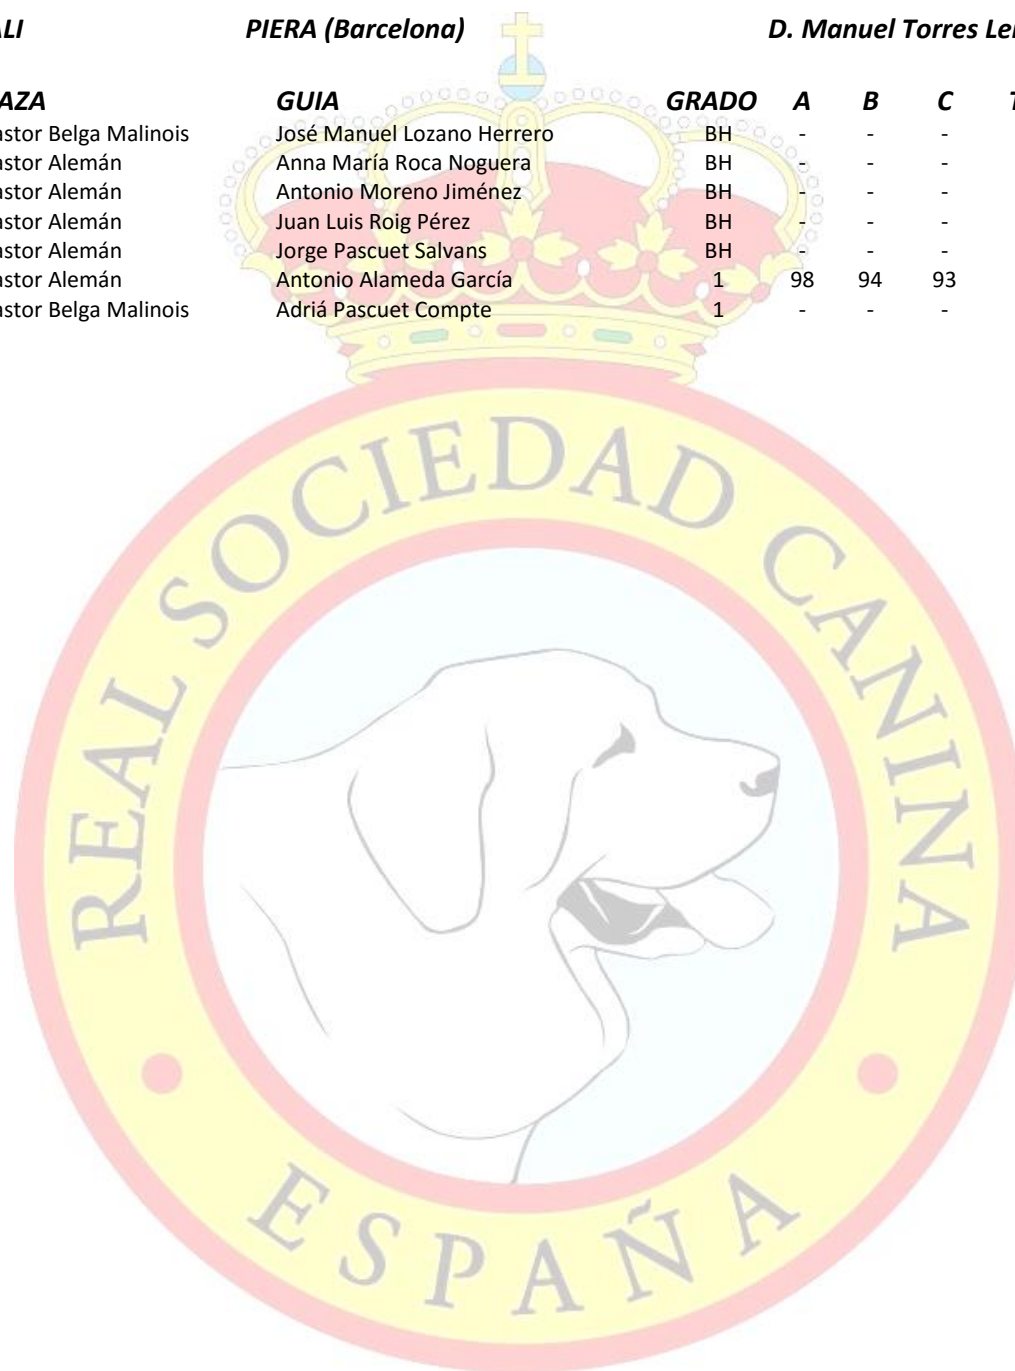 ALI PIERA (Barcelona) D. Manuel Torres Le
AZA GUIA GRADO A B C T
astor Belga Malinois José Manuel Lozano Herrero BH - - -
astor Alemán Anna María Roca Noguera BH - - -
astor Alemán Antonio Moreno Jiménez BH - - -
astor Alemán Juan Luis Roig Pérez BH - - -
astor Alemán Jorge Pascuet Salvans BH - - -
astor Alemán Antonio Alameda García 1 98 94 93
astor Belga Malinois Adriá Pascuet Compte 1 - - -
REAL SOCIEDAD CANINA
ESPAÑA